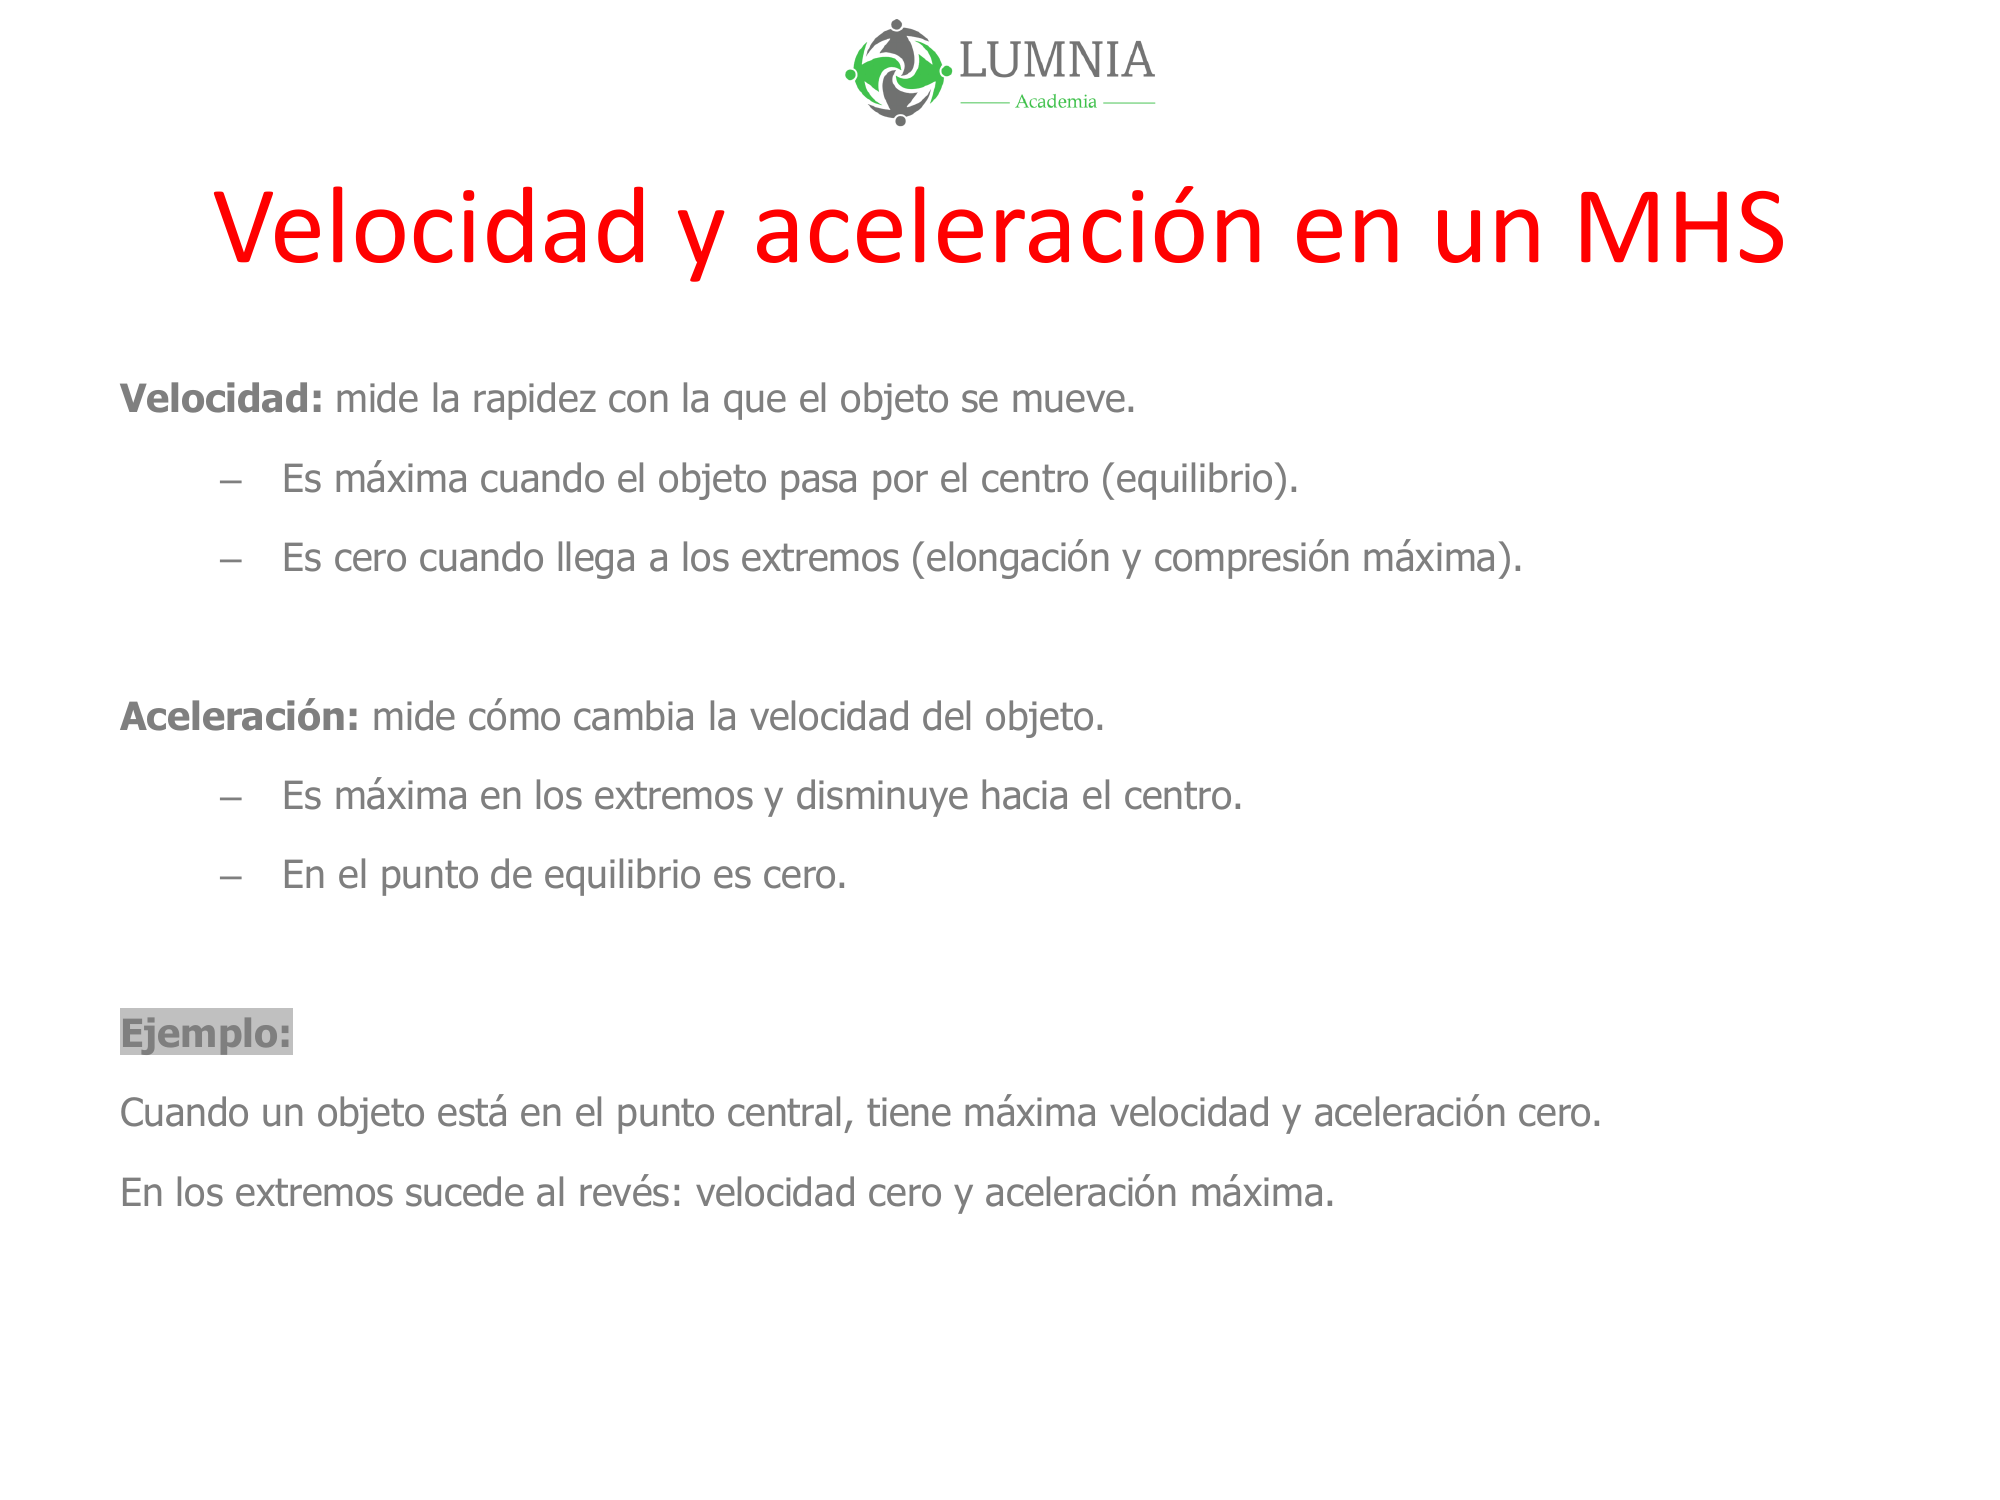 LUMNIA
Academia
Velocidad y aceleración en un MHS
Velocidad: mide la rapidez con la que el objeto se mueve.
– Es máxima cuando el objeto pasa por el centro (equilibrio).
– Es cero cuando llega a los extremos (elongación y compresión máxima).
Aceleración: mide cómo cambia la velocidad del objeto.
– Es máxima en los extremos y disminuye hacia el centro.
– En el punto de equilibrio es cero.
Ejemplo:
Cuando un objeto está en el punto central, tiene máxima velocidad y aceleración cero.
En los extremos sucede al revés: velocidad cero y aceleración máxima.